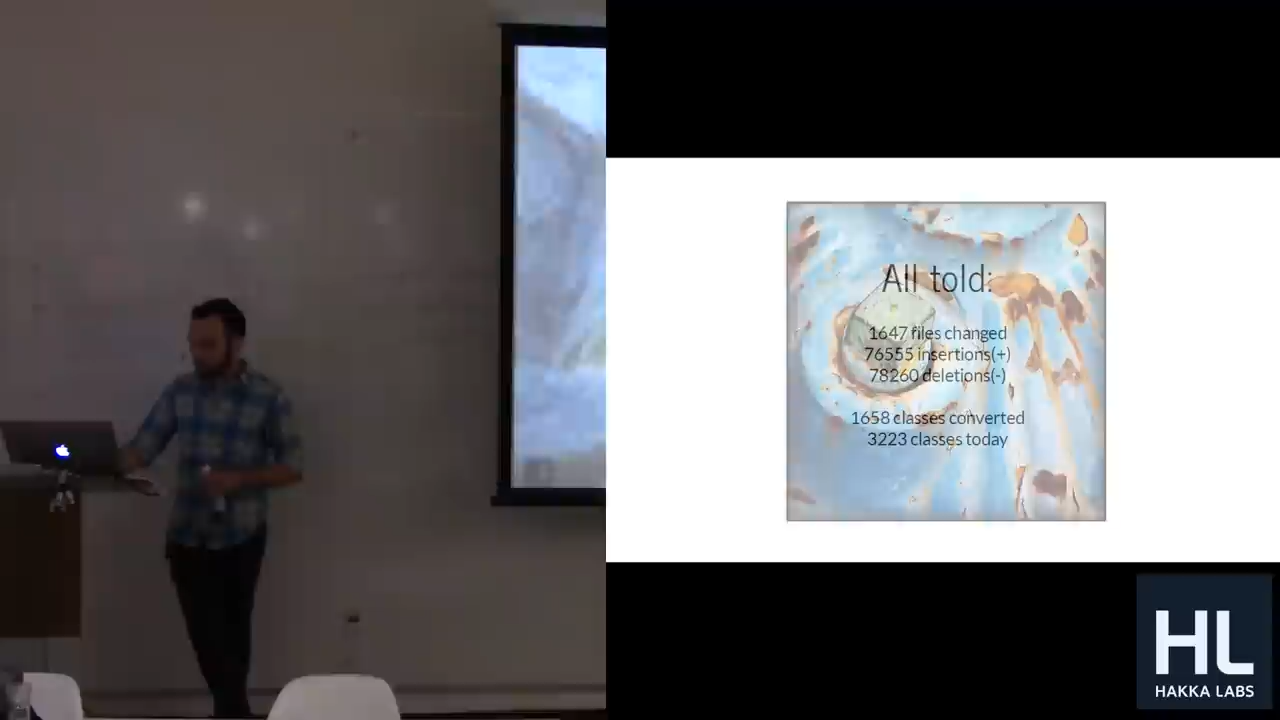 All told:
1647 files changed
76555 insertions(+)
78260 deletions(-)
1658 classes converted
3223 classes today
HL
HAKKA LABS